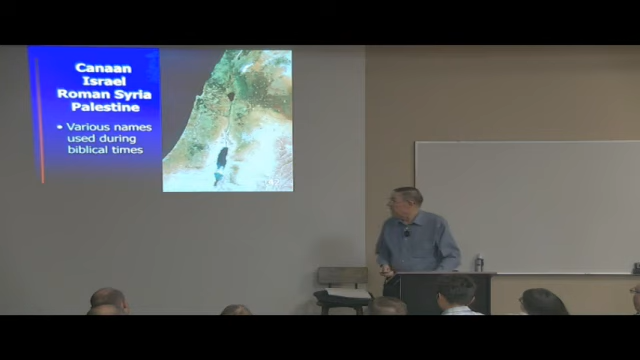 Canaan
Israel
Roman Syria
Palestine
• Various names
used during
biblical times